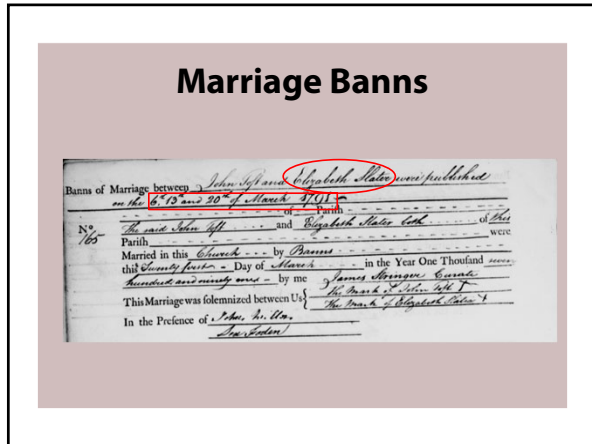 Marriage Banns
Banns of Marriage between John Toft and Elizabeth Slater were published
on the 6th 13th and 20th of March 1791
of Parish
No. 165 The said John Toft and Elizabeth Slater both of this
Parish were
Married in this Church by Banns
this Twenty first Day of March in the Year One Thousand seven
hundred and ninety one by me James Stringer Curate
This Marriage was solemnized between Us { The Mark of John Toft
The Mark of Elizabeth Slater
In the Presence of John